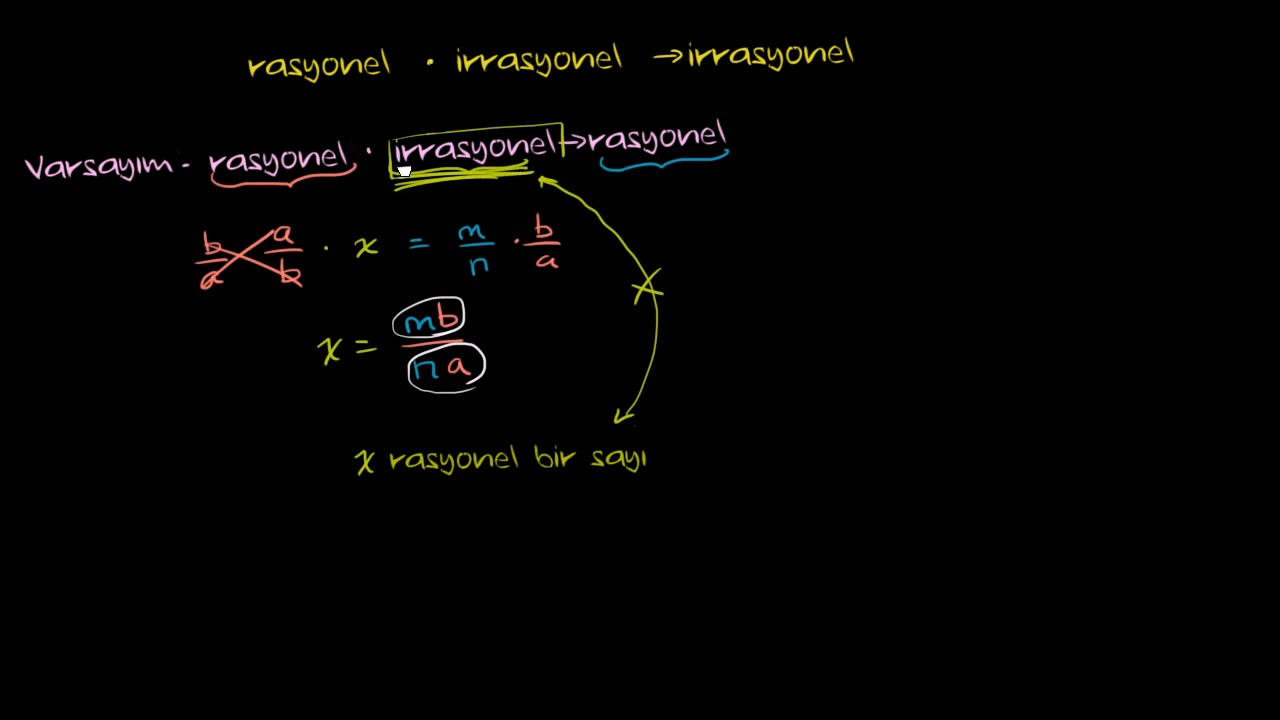 rasyonel · irrasyonel → irrasyonel
Varsayım - rasyonel · irrasyonel → rasyonel
b/a a/b · x = m/n · b/a
x = mb/na
x rasyonel bir sayı